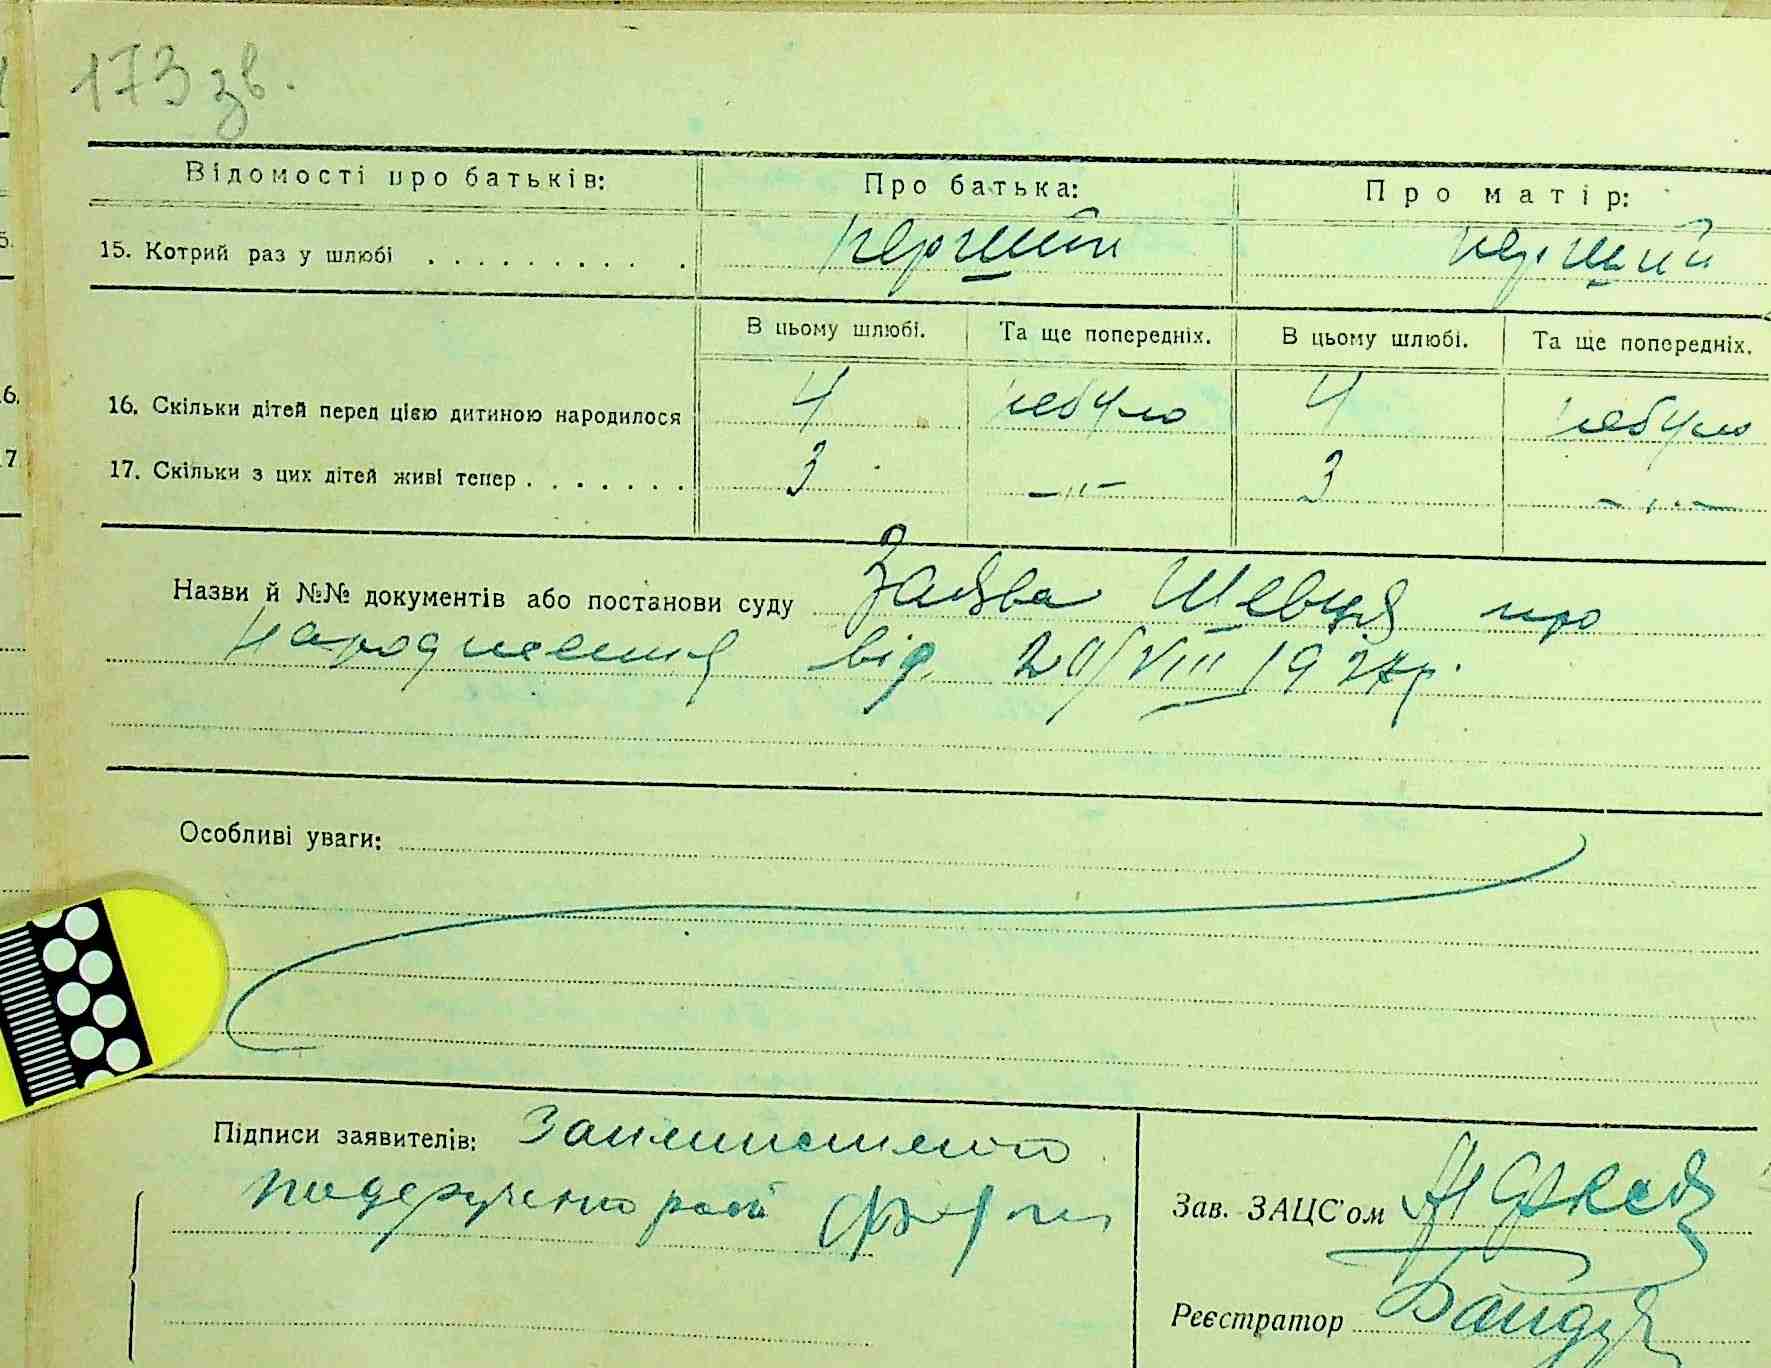 173 зв.
Відомості про батьків: Про батька: Про матір:
15. Котрий раз у шлюбі . . . . . . . . . . перший перший
В цьому шлюбі. Та ще попередніх. В цьому шлюбі. Та ще попередніх.
16. Скільки дітей перед цією дитиною народилося 4 небуло 4 небуло
17. Скільки з цих дітей живі тепер . . . . . . . 3 —"— 3 —"—
Назви й №№ документів або постанови суду Заява Шевця про
народження від 20/VIII 1927р.
Особливі уваги:
Підписи заявителів: Записано
Зав. ЗАЦС'ом
Реєстратор